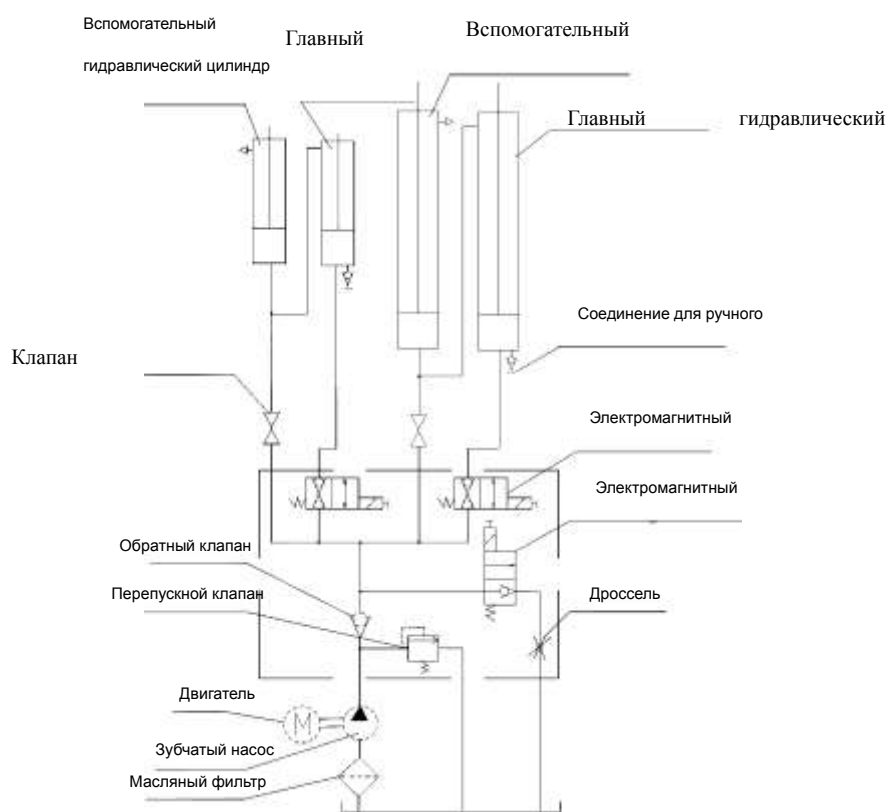 Вспомогательный
гидравлический цилиндр
Главный
Вспомогательный
Главный гидравлический
Соединение для ручного
Клапан
Электромагнитный
Электромагнитный
Обратный клапан
Перепускной клапан
Дроссель
Двигатель
M
Зубчатый насос
Масляный фильтр